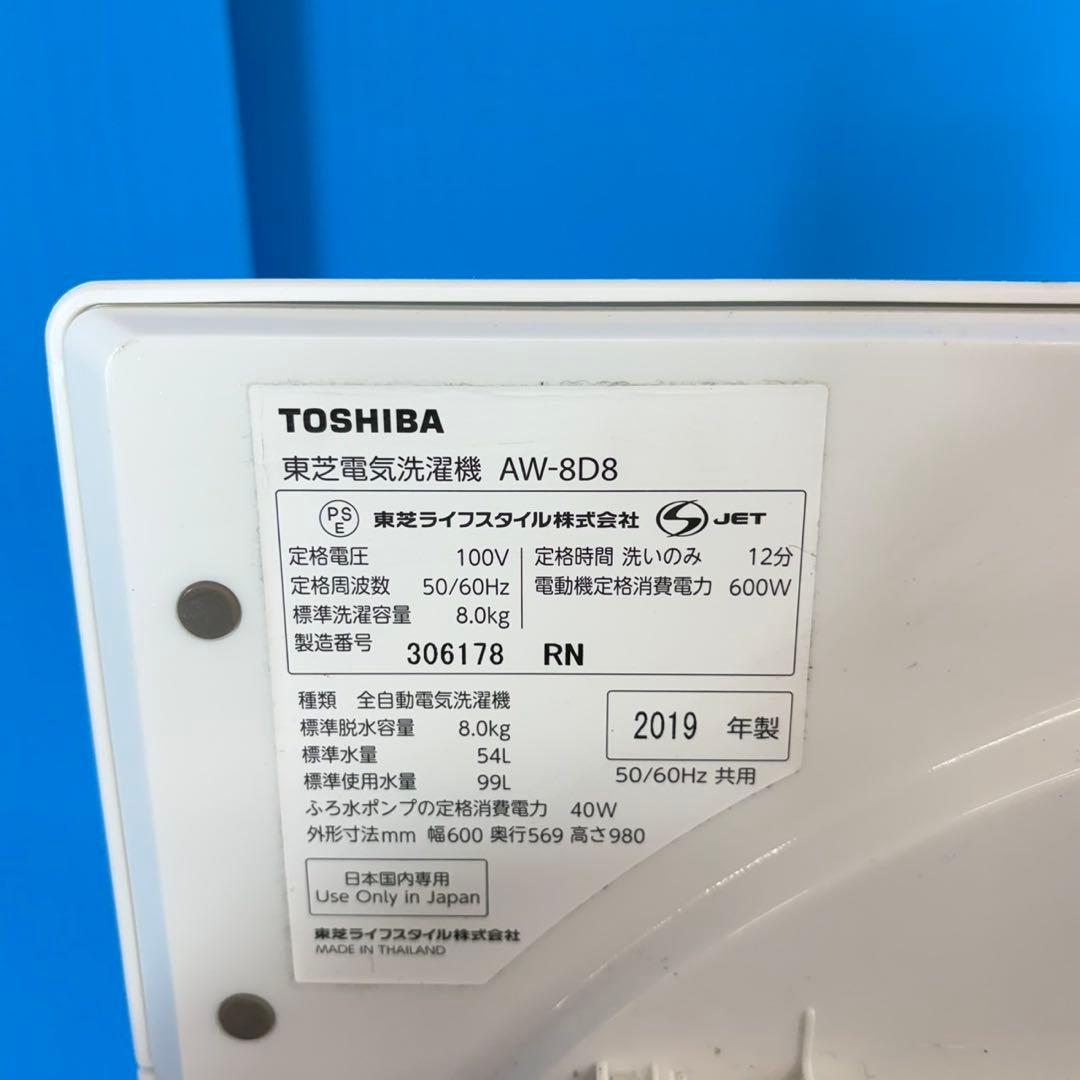 TOSHIBA
東芝電気洗濯機 AW-8D8
PSE 東芝ライフスタイル株式会社 S JET
定格電圧 100V
定格周波数 50/60Hz
標準洗濯容量 8.0kg
定格時間 洗いのみ 12分
電動機定格消費電力 600W
製造番号 306178 RN
種類 全自動電気洗濯機
標準脱水容量 8.0kg
標準水量 54L
標準使用水量 99L
2019 年製
50/60Hz 共用
ふろ水ポンプの定格消費電力 40W
外形寸法mm 幅600 奥行569 高さ980
日本国内専用
Use Only in Japan
東芝ライフスタイル株式会社
MADE IN THAILAND